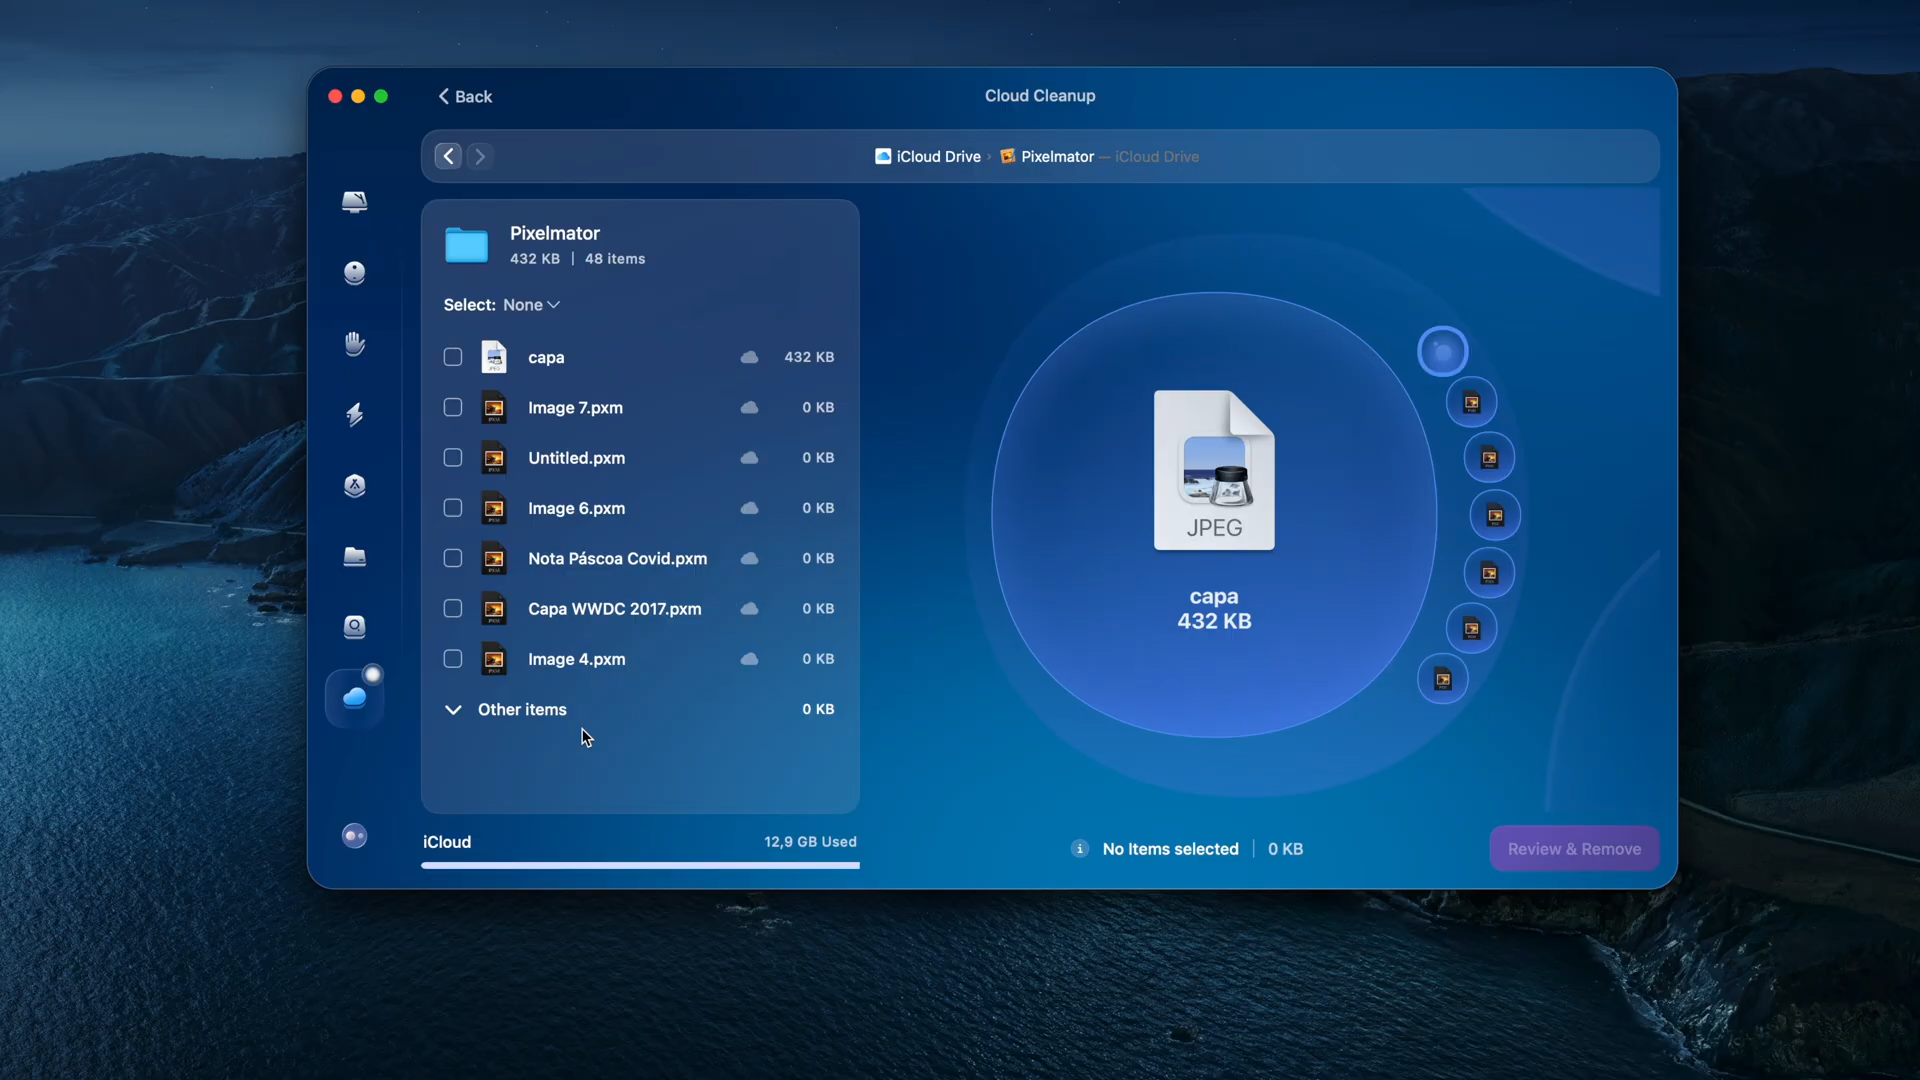 Back
Cloud Cleanup
iCloud Drive › Pixelmator — iCloud Drive
Pixelmator
432 KB | 48 items
Select: None
capa 432 KB
Image 7.pxm 0 KB
Untitled.pxm 0 KB
Image 6.pxm 0 KB
Nota Páscoa Covid.pxm 0 KB
Capa WWDC 2017.pxm 0 KB
Image 4.pxm 0 KB
Other items 0 KB
iCloud 12,9 GB Used
JPEG
capa
432 KB
No Items selected | 0 KB
Review & Remove